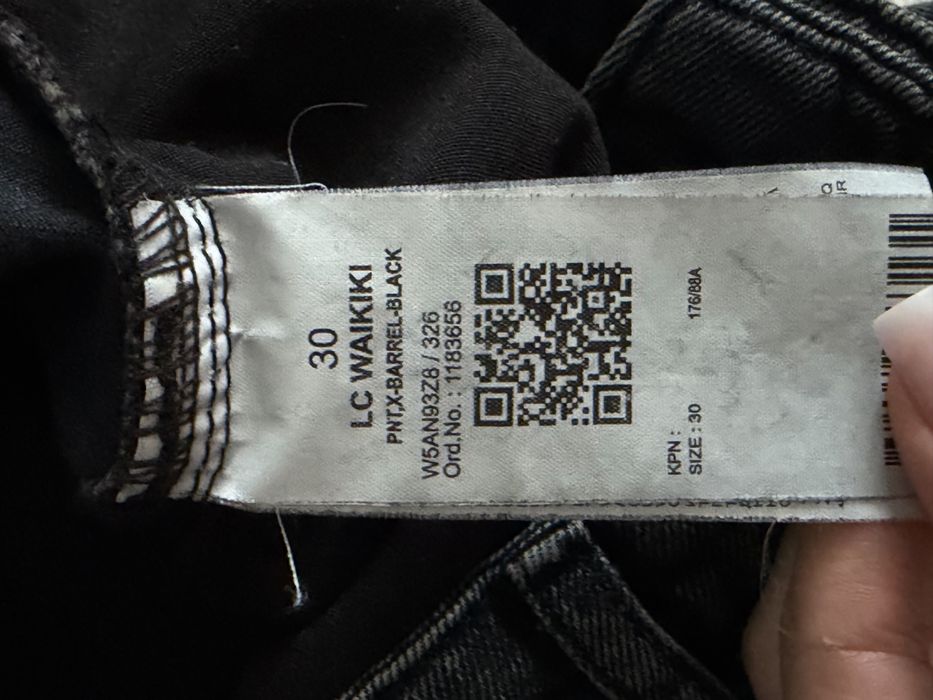 30
LC WAIKIKI
PNT,X-BARREL-BLACK
W5AN93Z8 / 326
Ord.No. : 1183656
KPN :
SIZE : 30 176/88A